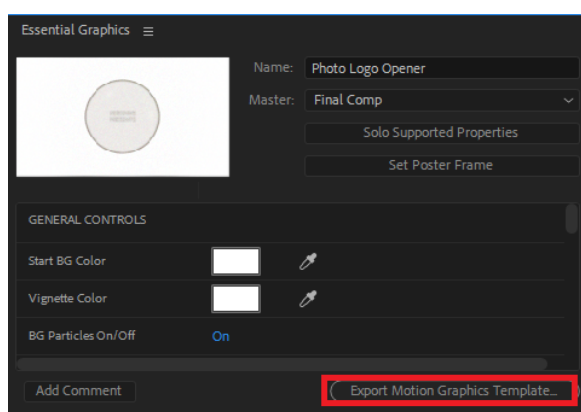 Essential Graphics
Name: Photo Logo Opener
Master: Final Comp
Solo Supported Properties
Set Poster Frame
GENERAL CONTROLS
Start BG Color
Vignette Color
BG Particles On/Off On
Add Comment Export Motion Graphics Template...